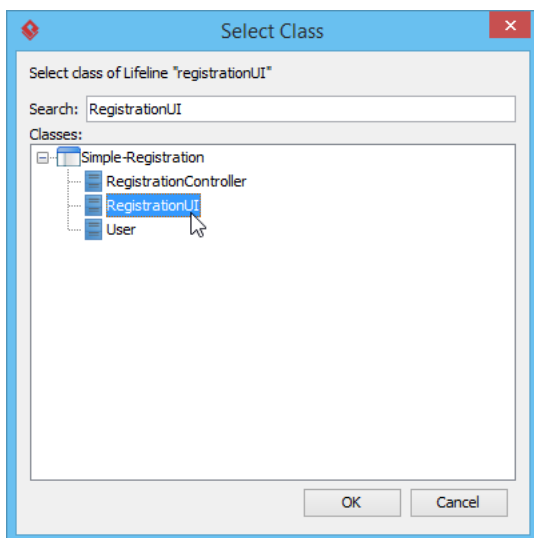 Select Class
Select class of Lifeline "registrationUI"
Search: RegistrationUI
Classes:
Simple-Registration
RegistrationController
RegistrationUI
User
OK Cancel